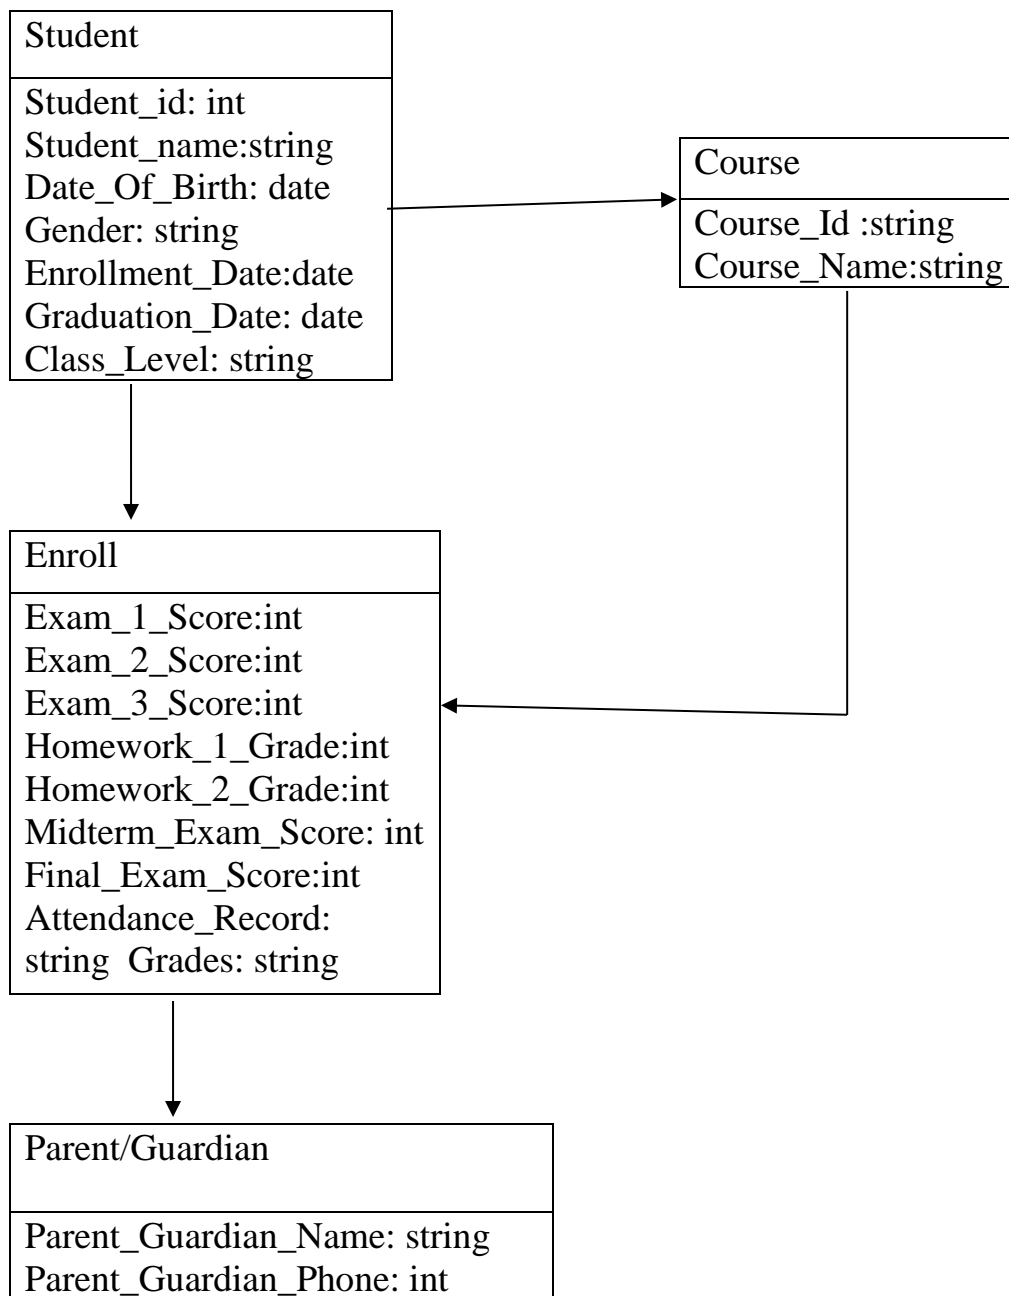 Student
Student_id: int
Student_name:string
Date_Of_Birth: date
Gender: string
Enrollment_Date:date
Graduation_Date: date
Class_Level: string
Course
Course_Id :string
Course_Name:string
Enroll
Exam_1_Score:int
Exam_2_Score:int
Exam_3_Score:int
Homework_1_Grade:int
Homework_2_Grade:int
Midterm_Exam_Score: int
Final_Exam_Score:int
Attendance_Record:
string  Grades: string
Parent/Guardian
Parent_Guardian_Name: string
Parent_Guardian_Phone: int